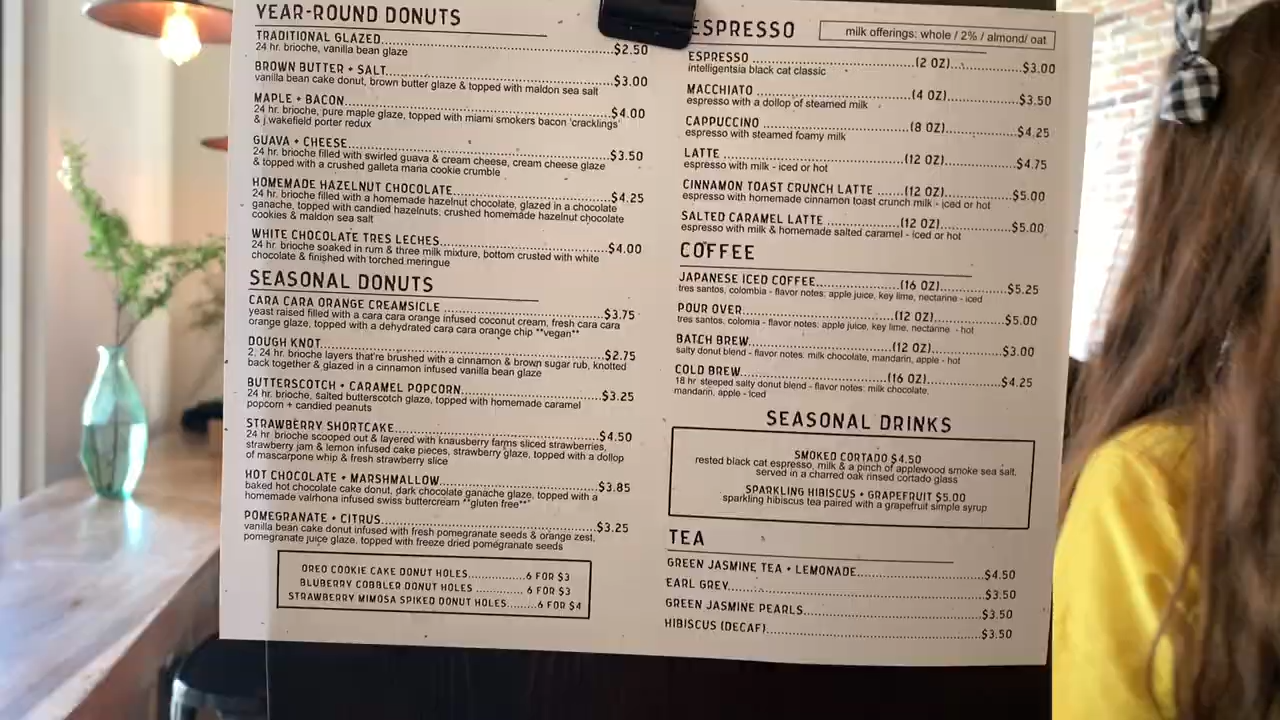 YEAR-ROUND DONUTS
TRADITIONAL GLAZED..........$2.50
24 hr. brioche, vanilla bean glaze
BROWN BUTTER + SALT..........$3.00
vanilla bean cake donut, brown butter glaze & topped with maldon sea salt
MAPLE + BACON..........$4.00
24 hr. brioche, pure maple glaze, topped with miami smokers bacon 'cracklings'
& j.wakefield porter redux
GUAVA + CHEESE..........$3.50
24 hr. brioche filled with swirled guava & cream cheese, cream cheese glaze
& topped with a crushed galleta maria cookie crumble
HOMEMADE HAZELNUT CHOCOLATE..........$4.25
24 hr. brioche filled with a homemade hazelnut chocolate, glazed in a chocolate
ganache, topped with candied hazelnuts, crushed homemade hazelnut chocolate
cookies & maldon sea salt
WHITE CHOCOLATE TRES LECHES..........$4.00
24 hr. brioche soaked in rum & three milk mixture, bottom crusted with white
chocolate & finished with torched meringue
SEASONAL DONUTS
CARA CARA ORANGE CREAMSICLE ..........$3.75
yeast raised filled with a cara cara orange infused coconut cream, fresh cara cara
orange glaze, topped with a dehydrated cara cara orange chip **vegan**
DOUGH KNOT..........$2.75
2, 24 hr. brioche layers that're brushed with a cinnamon & brown sugar rub, knotted
back together & glazed in a cinnamon infused vanilla bean glaze
BUTTERSCOTCH + CARAMEL POPCORN..........$3.25
24 hr. brioche, salted butterscotch glaze, topped with homemade caramel
popcorn + candied peanuts
STRAWBERRY SHORTCAKE..........$4.50
24 hr brioche scooped out & layered with knausberry farms sliced strawberries,
strawberry jam & lemon infused cake pieces, strawberry glaze, topped with a dollop
of mascarpone whip & fresh strawberry slice
HOT CHOCOLATE + MARSHMALLOW..........$3.85
baked hot chocolate cake donut, dark chocolate ganache glaze, topped with a
homemade valrhona infused swiss buttercream **gluten free**
POMEGRANATE + CITRUS..........$3.25
vanilla bean cake donut infused with fresh pomegranate seeds & orange zest,
pomegranate juice glaze, topped with freeze dried pomegranate seeds
OREO COOKIE CAKE DONUT HOLES..........6 FOR $3
BLUBERRY COBBLER DONUT HOLES .......... 6 FOR $3
STRAWBERRY MIMOSA SPIKED DONUT HOLES..........6 FOR $4
ESPRESSO
milk offerings: whole / 2% / almond/ oat
ESPRESSO ..........(2 OZ)..........$3.00
intelligentsia black cat classic
MACCHIATO ..........(4 OZ)..........$3.50
espresso with a dollop of steamed milk
CAPPUCCINO ..........(8 OZ)..........$4.25
espresso with steamed foamy milk
LATTE ..........(12 OZ)..........$4.75
espresso with milk - iced or hot
CINNAMON TOAST CRUNCH LATTE ..........(12 OZ)..........$5.00
espresso with homemade cinnamon toast crunch milk - iced or hot
SALTED CARAMEL LATTE ..........(12 OZ)..........$5.00
espresso with milk & homemade salted caramel - iced or hot
COFFEE
JAPANESE ICED COFFEE..........(16 OZ)..........$5.25
tres santos, colombia - flavor notes: apple juice, key lime, nectarine - iced
POUR OVER..........(12 OZ)..........$5.00
tres santos, colomia - flavor notes: apple juice, key lime, nectarine - hot
BATCH BREW..........(12 OZ)..........$3.00
salty donut blend - flavor notes: milk chocolate, mandarin, apple - hot
COLD BREW..........(16 OZ)..........$4.25
18 hr steeped salty donut blend - flavor notes: milk chocolate,
mandarin, apple - iced
SEASONAL DRINKS
SMOKED CORTADO $4.50
rested black cat espresso, milk & a pinch of applewood smoke sea salt,
served in a charred oak rinsed cortado glass
SPARKLING HIBISCUS + GRAPEFRUIT $5.00
sparkling hibiscus tea paired with a grapefruit simple syrup
TEA
GREEN JASMINE TEA + LEMONADE..........$4.50
EARL GREY..........$3.50
GREEN JASMINE PEARLS..........$3.50
HIBISCUS (DECAF)..........$3.50